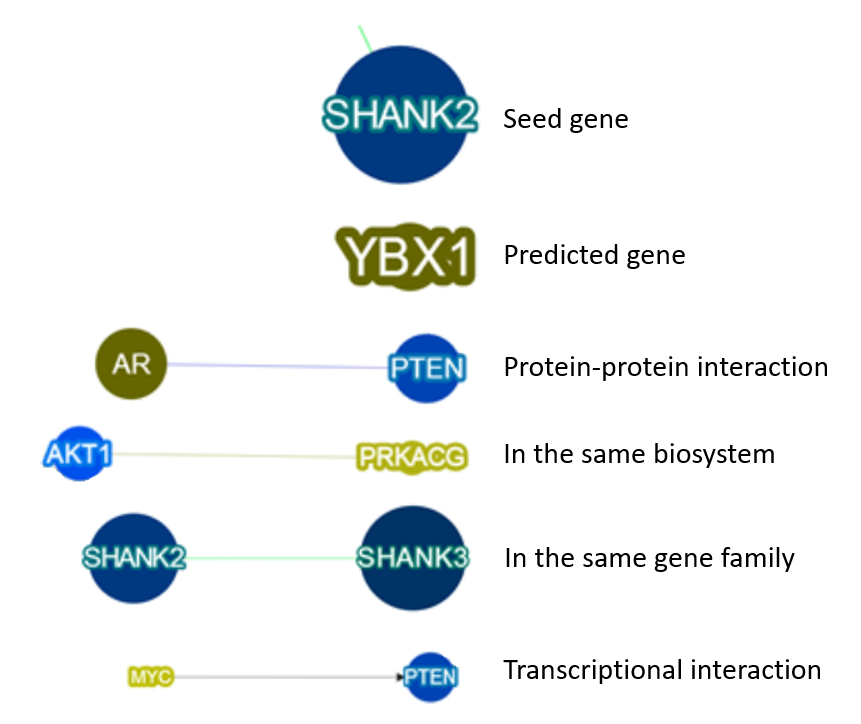 SHANK2 Seed gene
YBX1 Predicted gene
AR PTEN Protein-protein interaction
AKT1 PRKACG In the same biosystem
SHANK2 SHANK3 In the same gene family
MYC PTEN Transcriptional interaction